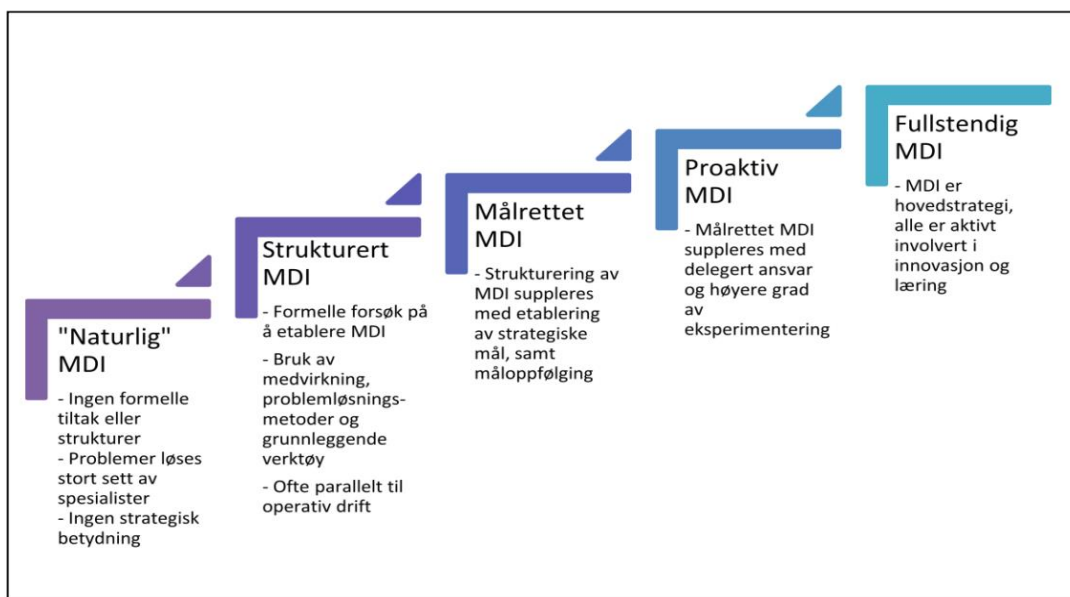 "Naturlig"
MDI
- Ingen formelle
tiltak eller
strukturer
- Problemer løses
stort sett av
spesialister
- Ingen strategisk
betydning
Strukturert
MDI
- Formelle forsøk på
å etablere MDI
- Bruk av
medvirkning,
problemløsnings-
metoder og
grunnleggende
verktøy
- Ofte parallelt til
operativ drift
Målrettet
MDI
- Strukturering av
MDI suppleres
med etablering
av strategiske
mål, samt
måloppfølging
Proaktiv
MDI
- Målrettet MDI
suppleres med
delegert ansvar
og høyere grad
av
eksperimentering
Fullstendig
MDI
- MDI er
hovedstrategi,
alle er aktivt
involvert i
innovasjon og
læring